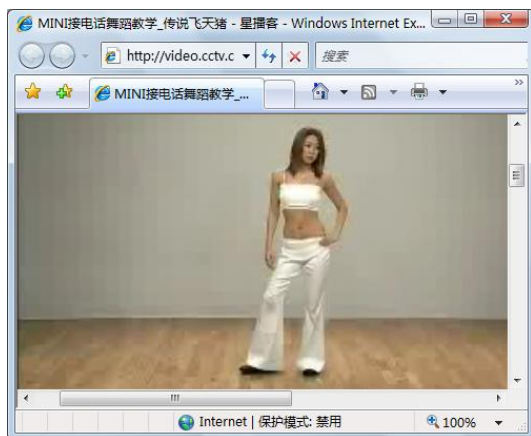 MINI接电话舞蹈教学_传说飞天猪 - 星播客 - Windows Internet Ex...
http://video.cctv.c
搜索
MINI接电话舞蹈教学_...
Internet | 保护模式: 禁用
100%